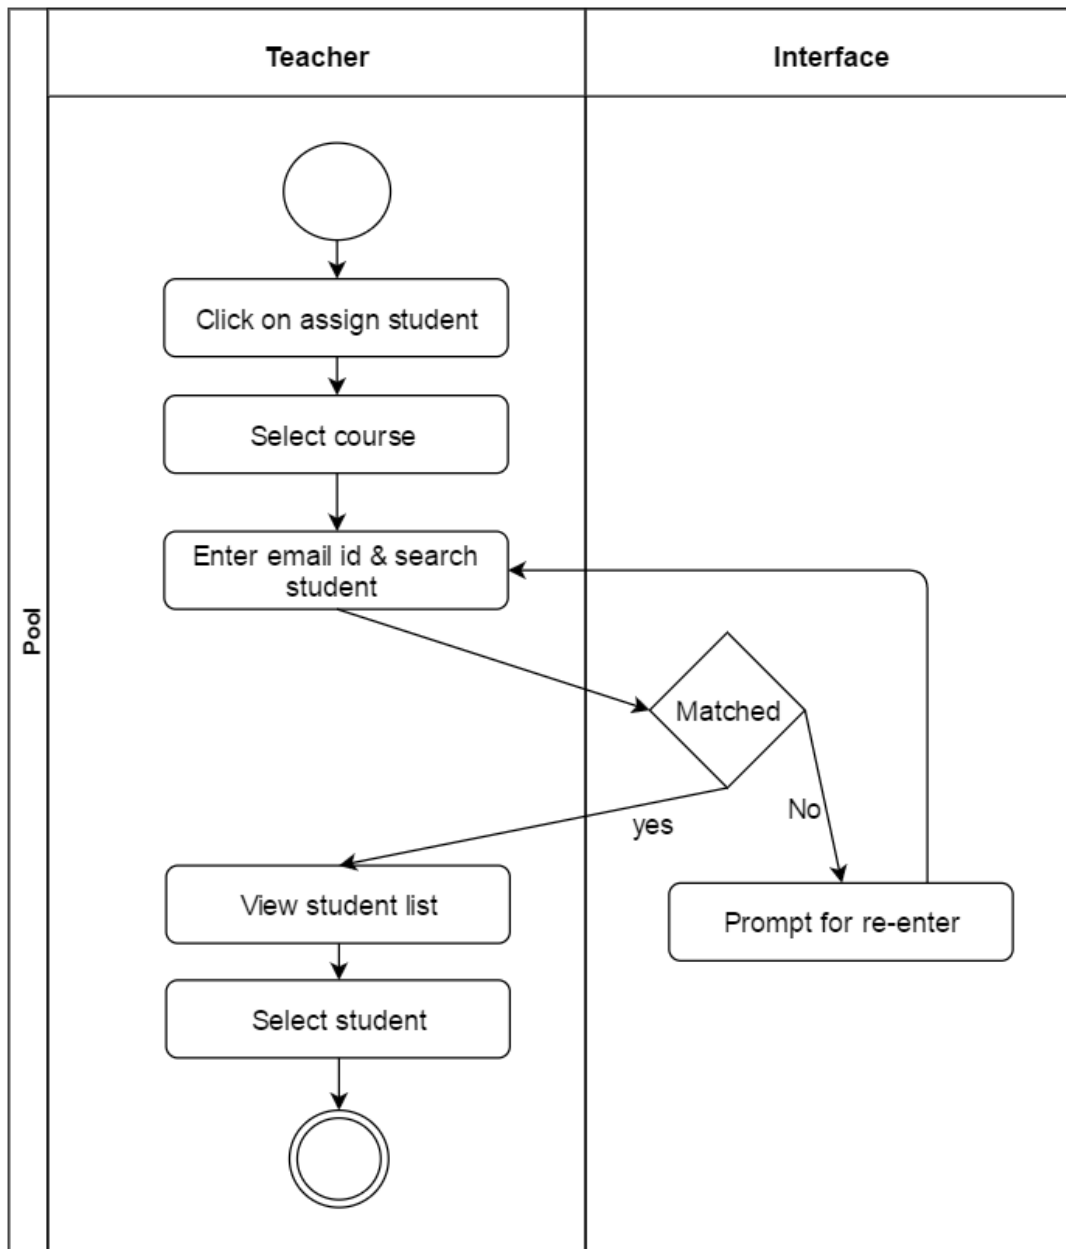 Teacher
Interface
Click on assign student
Select course
Enter email id & search
student
Pool
Matched
yes
No
View student list
Prompt for re-enter
Select student